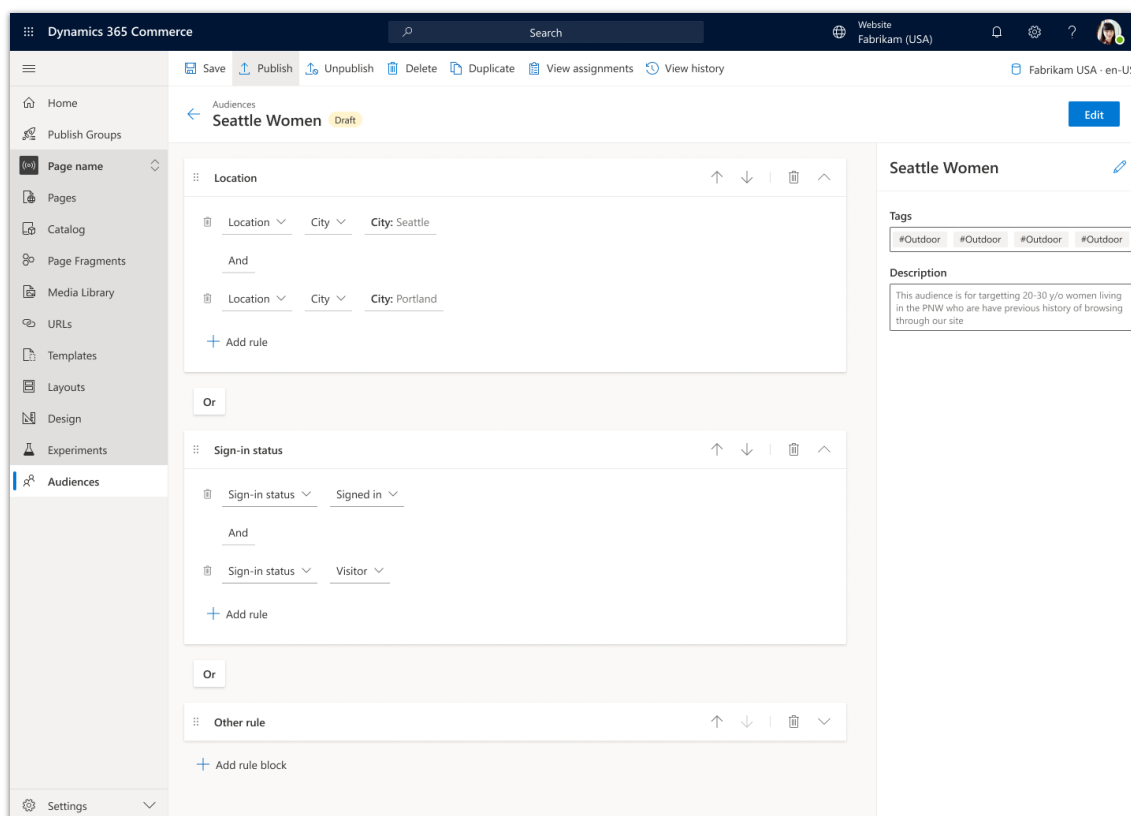 Dynamics 365 Commerce
Search
Website
Fabrikam (USA)
Save
Publish
Unpublish
Delete
Duplicate
View assignments
View history
Fabrikam USA · en-US
Home
Publish Groups
Page name
Pages
Catalog
Page Fragments
Media Library
URLs
Templates
Layouts
Design
Experiments
Audiences
Settings
Audiences
Seattle Women
Draft
Edit
Location
Location
City
City: Seattle
And
Location
City
City: Portland
Add rule
Or
Sign-in status
Sign-in status
Signed in
And
Sign-in status
Visitor
Add rule
Or
Other rule
Add rule block
Seattle Women
Tags
#Outdoor
#Outdoor
#Outdoor
#Outdoor
Description
This audience is for targetting 20-30 y/o women living
in the PNW who are have previous history of browsing
through our site